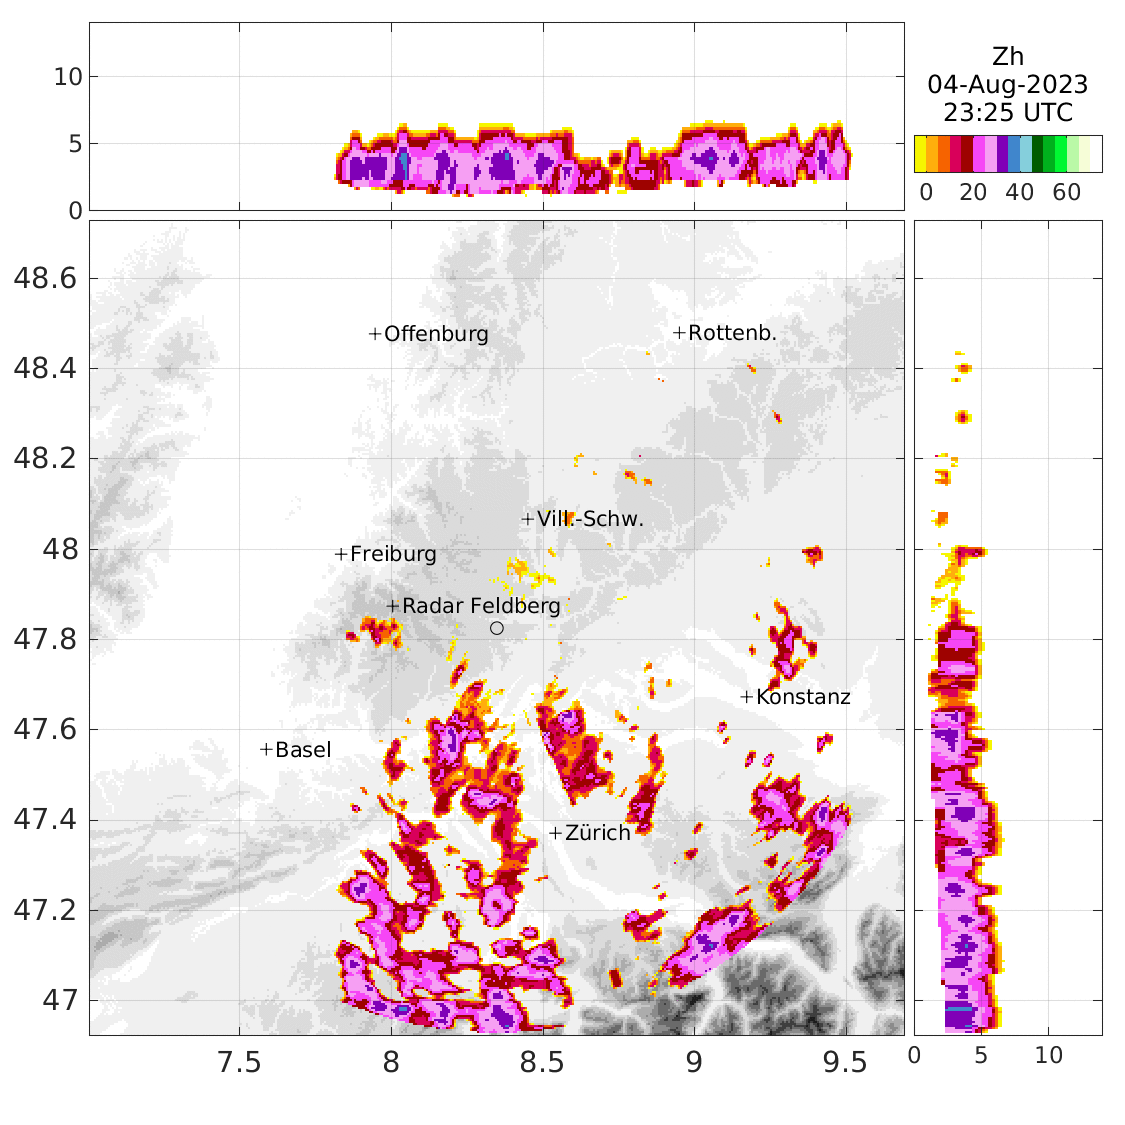 10
5
0
Zh
04-Aug-2023
23:25 UTC
0 20 40 60
48.6
48.4
48.2
48
47.8
47.6
47.4
47.2
47
+Offenburg
+Rottenb.
+Vill.-Schw.
+Freiburg
+Radar Feldberg
+Konstanz
+Basel
+Zürich
7.5 8 8.5 9 9.5
0 5 10